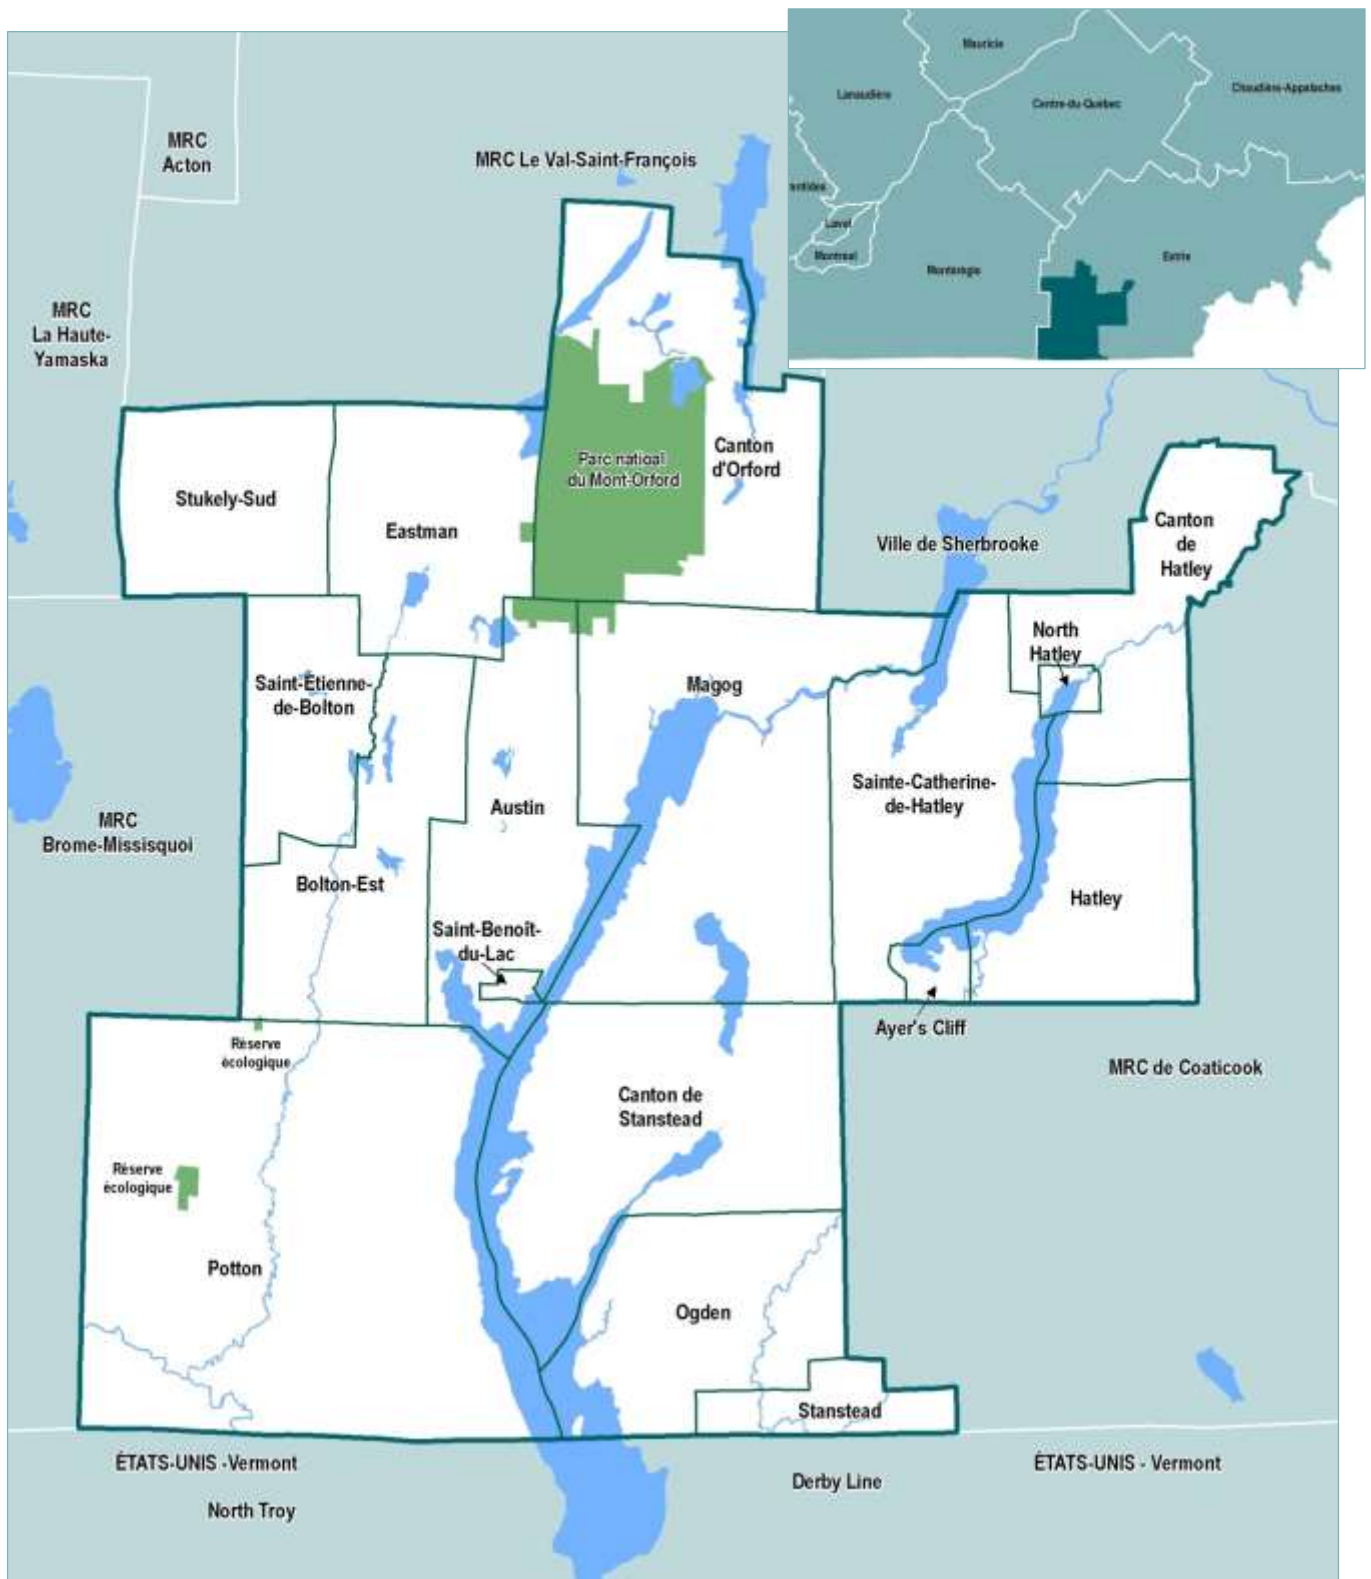 Mauricie
Lanaudière
Centre-du-Québec
Chaudière-Appalaches
entides
Laval
Montréal
Montérégie
Estrie
MRC
Acton
MRC Le Val-Saint-François
MRC
La Haute-
Yamaska
Stukely-Sud
Eastman
Parc natioal
du Mont-Orford
Canton
d'Orford
Ville de Sherbrooke
Canton
de
Hatley
North
Hatley
Saint-Étienne-
de-Bolton
Magog
Sainte-Catherine-
de-Hatley
Austin
MRC
Brome-Missisquoi
Bolton-Est
Hatley
Saint-Benoît-
du-Lac
Ayer's Cliff
Réserve
écologique
MRC de Coaticook
Canton de
Stanstead
Réserve
écologique
Potton
Ogden
Stanstead
ÉTATS-UNIS -Vermont
North Troy
Derby Line
ÉTATS-UNIS - Vermont